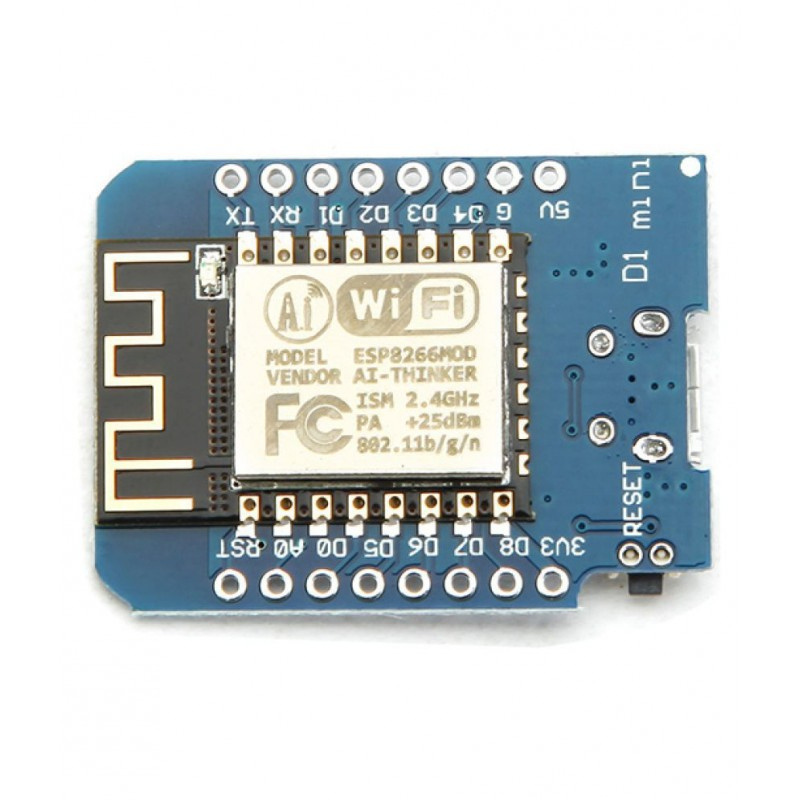 TX RX D1 D2 D3 D4 G 5V
D1 mini
Ai WiFi
MODEL ESP8266MOD
VENDOR AI-THINKER
FC ISM 2.4GHz
PA +25dBm
802.11b/g/n
RESET
RST A0 D0 D5 D6 D7 D8 3V3